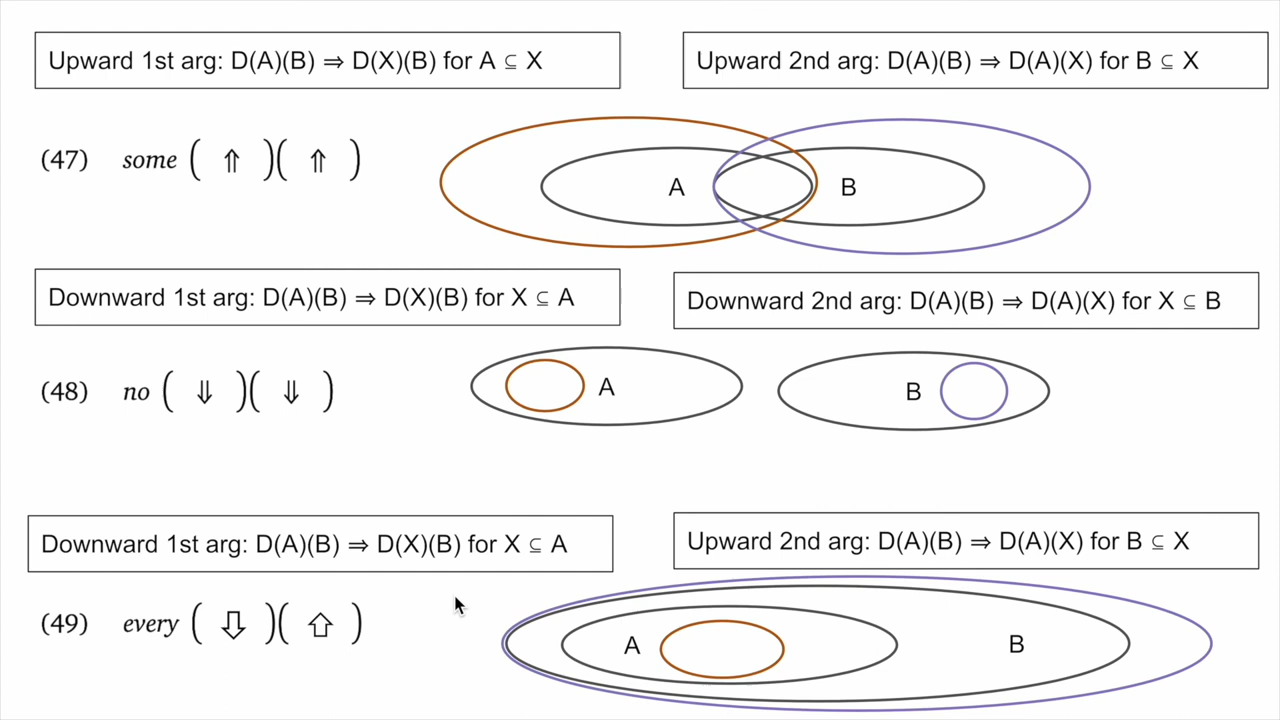 Upward 1st arg: D(A)(B) ⇒ D(X)(B) for A ⊆ X
Upward 2nd arg: D(A)(B) ⇒ D(A)(X) for B ⊆ X
(47) some ( ⇑ )( ⇑ )
A B
Downward 1st arg: D(A)(B) ⇒ D(X)(B) for X ⊆ A
Downward 2nd arg: D(A)(B) ⇒ D(A)(X) for X ⊆ B
(48) no ( ⇓ )( ⇓ )
A
B
Downward 1st arg: D(A)(B) ⇒ D(X)(B) for X ⊆ A
Upward 2nd arg: D(A)(B) ⇒ D(A)(X) for B ⊆ X
(49) every ( ⇩ )( ⇧ )
A B